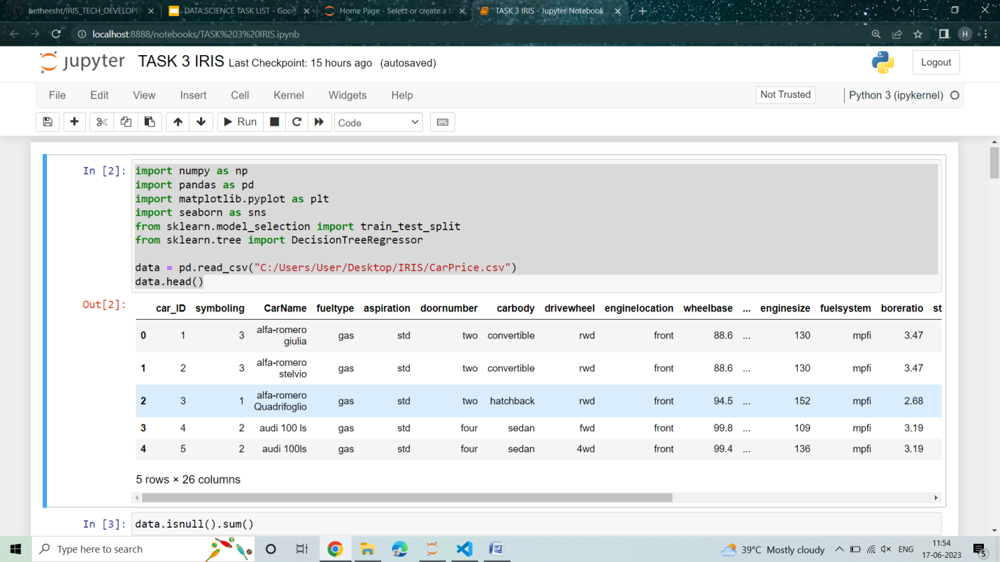 hetheesht/IRIS_TECH_DEVELOPE
DATA SCIENCE TASK LIST - Goog
Home Page - Select or create a
TASK 3 IRIS - Jupyter Notebook
localhost:8888/notebooks/TASK%203%20IRIS.ipynb
H
jupyter TASK 3 IRIS Last Checkpoint: 15 hours ago (autosaved)
Logout
File Edit View Insert Cell Kernel Widgets Help
Not Trusted
Python 3 (ipykernel)
Run
Code
In [2]:
import numpy as np
import pandas as pd
import matplotlib.pyplot as plt
import seaborn as sns
from sklearn.model_selection import train_test_split
from sklearn.tree import DecisionTreeRegressor
data = pd.read_csv("C:/Users/User/Desktop/IRIS/CarPrice.csv")
data.head()
Out[2]:
car_ID symboling CarName fueltype aspiration doornumber carbody drivewheel enginelocation wheelbase ... enginesize fuelsystem boreratio st
0 1 3 alfa-romero giulia gas std two convertible rwd front 88.6 ... 130 mpfi 3.47
1 2 3 alfa-romero stelvio gas std two convertible rwd front 88.6 ... 130 mpfi 3.47
2 3 1 alfa-romero Quadrifoglio gas std two hatchback rwd front 94.5 ... 152 mpfi 2.68
3 4 2 audi 100 ls gas std four sedan fwd front 99.8 ... 109 mpfi 3.19
4 5 2 audi 100ls gas std four sedan 4wd front 99.4 ... 136 mpfi 3.19
5 rows × 26 columns
In [3]: data.isnull().sum()
Type here to search
39°C Mostly cloudy
ENG
11:54
17-06-2023
5